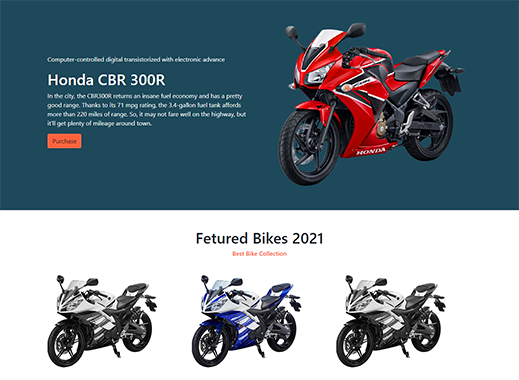 Computer-controlled digital transistorized with electronic advance
Honda CBR 300R
In the city, the CBR300R returns an insane fuel economy and has a pretty
good range. Thanks to its 71 mpg rating, the 3.4-gallon fuel tank affords
more than 220 miles of range. So, it may not fare well on the highway, but
it'll get plenty of mileage around town.
Purchase
HONDA
Fetured Bikes 2021
Best Bike Collection